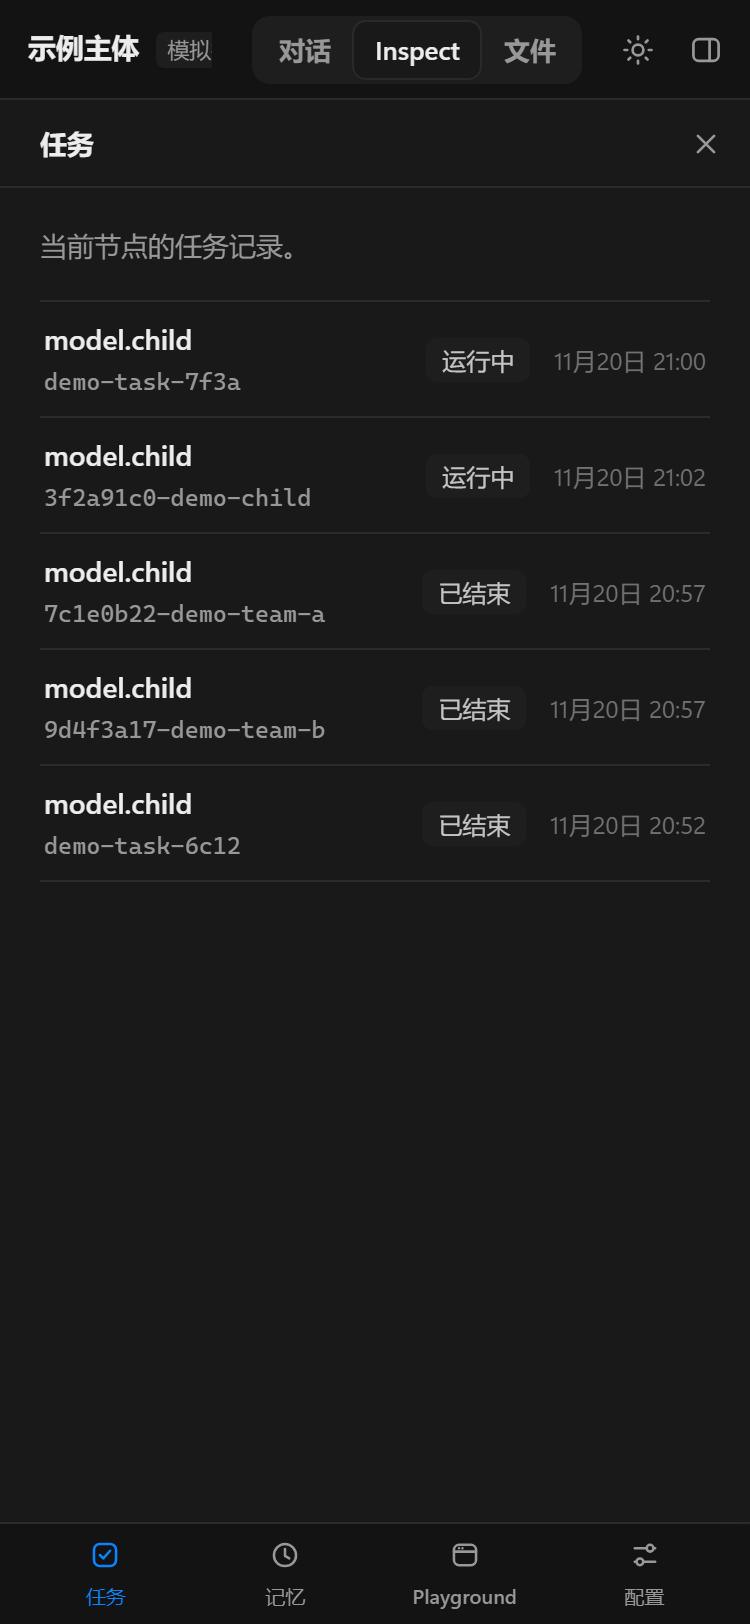 示例主体 模拟 对话 Inspect 文件
任务
当前节点的任务记录。
model.child
demo-task-7f3a
运行中 11月20日 21:00
model.child
3f2a91c0-demo-child
运行中 11月20日 21:02
model.child
7c1e0b22-demo-team-a
已结束 11月20日 20:57
model.child
9d4f3a17-demo-team-b
已结束 11月20日 20:57
model.child
demo-task-6c12
已结束 11月20日 20:52
任务 记忆 Playground 配置